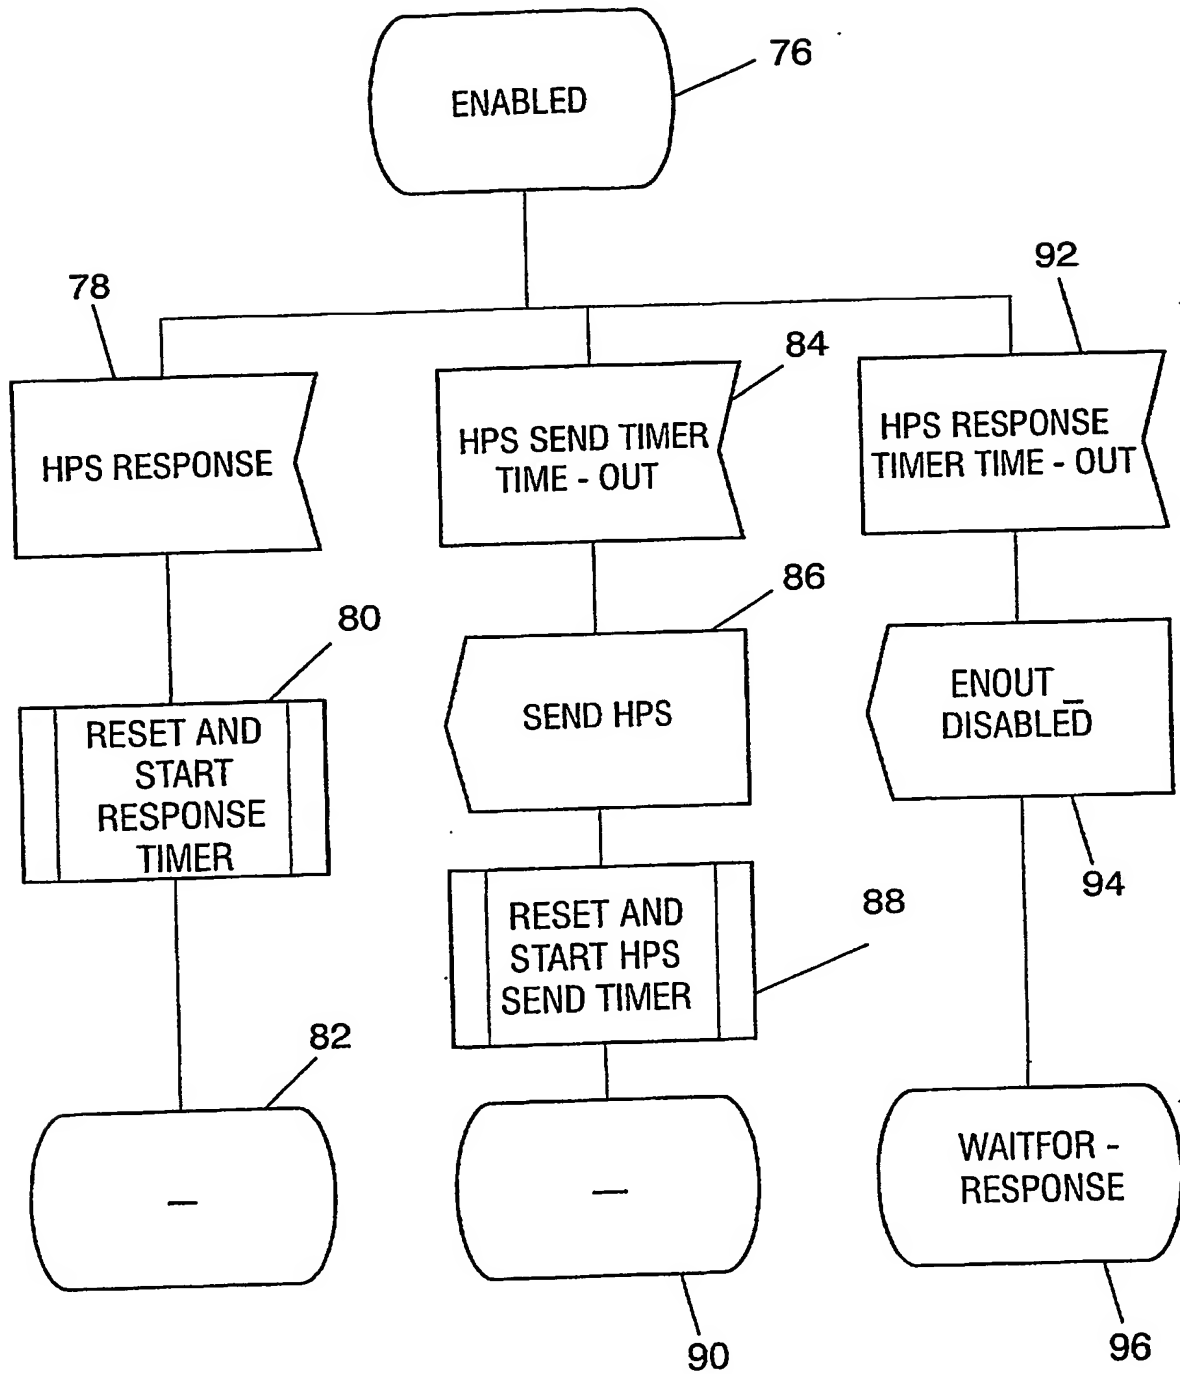 ENABLED
76
78
92
84
HPS RESPONSE
HPS SEND TIMER
TIME - OUT
HPS RESPONSE
TIMER TIME - OUT
86
80
RESET AND
START
RESPONSE
TIMER
SEND HPS
ENOUT _
DISABLED
94
88
RESET AND
START HPS
SEND TIMER
82
–
–
WAITFOR -
RESPONSE
90
96